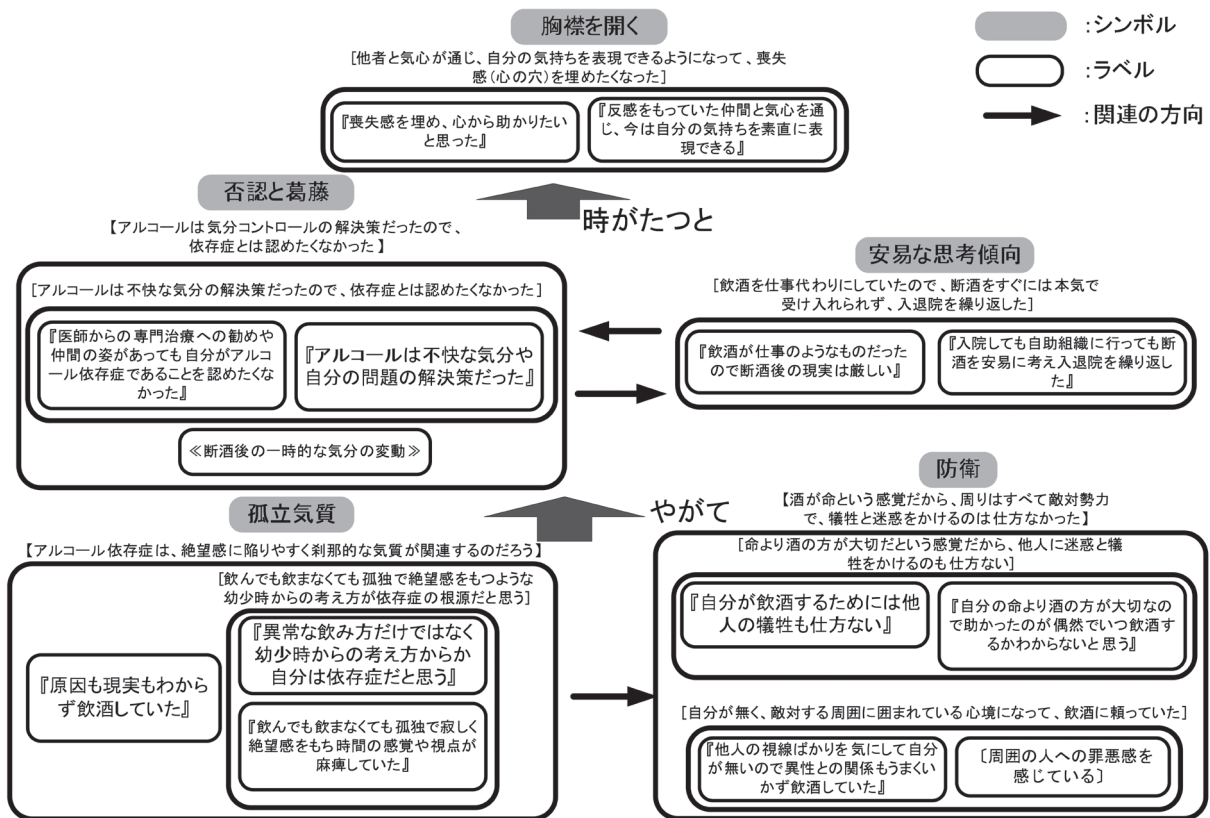 胸襟を開く
[他者と気心が通じ、自分の気持ちを表現できるようになって、喪失
感（心の穴）を埋めたくなった]
『喪失感を埋め、心から助かりたい
と思った』
『反感をもっていた仲間と気心を通
じ、今は自分の気持ちを素直に表
現できる』
:シンボル
:ラベル
:関連の方向
時がたつと
否認と葛藤
【アルコールは気分コントロールの解決策だったので、
依存症とは認めたくなかった】
[アルコールは不快な気分の解決策だったので、依存症とは認めたくなかった]
『医師からの専門治療への勧めや
仲間の姿があっても自分がアルコ
ール依存症であることを認めたくな
かった』
『アルコールは不快な気分や
自分の問題の解決策だった』
≪断酒後の一時的な気分の変動≫
安易な思考傾向
[飲酒を仕事代わりにしていたので、断酒をすぐには本気で
受け入れられず、入退院を繰り返した]
『飲酒が仕事のようなものだった
ので断酒後の現実は厳しい』
『入院しても自助組織に行っても断
酒を安易に考え入退院を繰り返し
た』
やがて
孤立気質
【アルコール依存症は、絶望感に陥りやすく刹那的な気質が関連するのだろう】
[飲んでも飲まなくても孤独で絶望感をもつような
幼少時からの考え方が依存症の根源だと思う]
『原因も現実もわから
ず飲酒していた』
『異常な飲み方だけではなく
幼少時からの考え方からか
自分は依存症だと思う』
『飲んでも飲まなくても孤独で寂しく
絶望感をもち時間の感覚や視点が
麻痺していた』
防衛
【酒が命という感覚だから、周りはすべて敵対勢力
で、犠牲と迷惑をかけるのは仕方なかった】
[命より酒の方が大切だという感覚だから、他人に迷惑と犠
牲をかけるのも仕方ない]
『自分が飲酒するためには他
人の犠牲も仕方ない』
『自分の命より酒の方が大切なの
で助かったのが偶然でいつ飲酒す
るかわからないと思う』
[自分が無く、敵対する周囲に囲まれている心境になって、飲酒に頼っていた]
『他人の視線ばかりを気にして自分
が無いので異性との関係もうまくい
かず飲酒していた』
〔周囲の人への罪悪感を
感じている〕